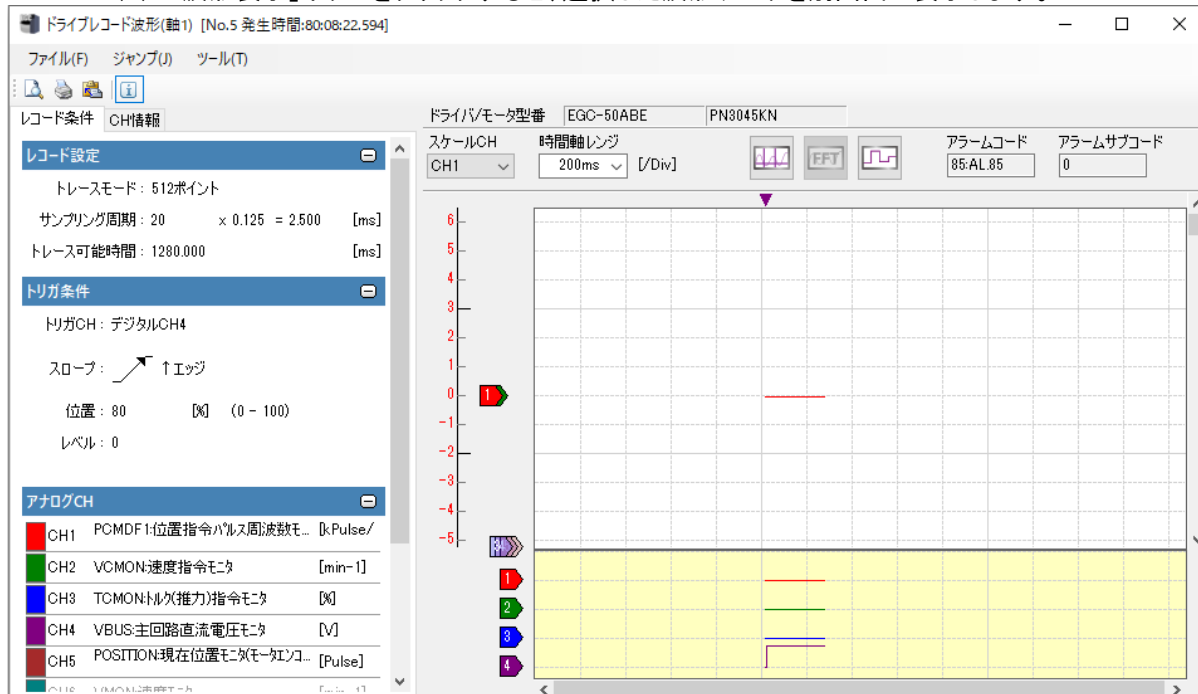 ドライブレコード波形(軸1) [No.5 発生時間:80:08:22.594]
ファイル(F) ジャンプ(J) ツール(T)
レコード条件 CH情報
ドライバ/モータ型番 EGC-50ABE PN3045KN
スケールCH 時間軸レンジ アラームコード アラームサブコード
CH1 200ms [/Div] FFT 85:AL.85 0
レコード設定
トレースモード : 512ポイント
サンプリング周期 : 20 x 0.125 = 2.500 [ms]
トレース可能時間 : 1280.000 [ms]
トリガ条件
トリガCH : デジタルCH4
スロープ : ↑エッジ
位置 : 80 [%] (0 - 100)
レベル : 0
アナログCH
CH1 PCMDF1:位置指令パルス周波数モ... [kPulse/
CH2 VCMON:速度指令モニタ [min-1]
CH3 TCMON:トルク(推力)指令モニタ [%]
CH4 VBUS:主回路直流電圧モニタ [V]
CH5 POSITION:現在位置モニタ(モータエンコ... [Pulse]
6
5
4
3
2
1
0 1
-1
-2
-3
-4
-5
1
2
3
4